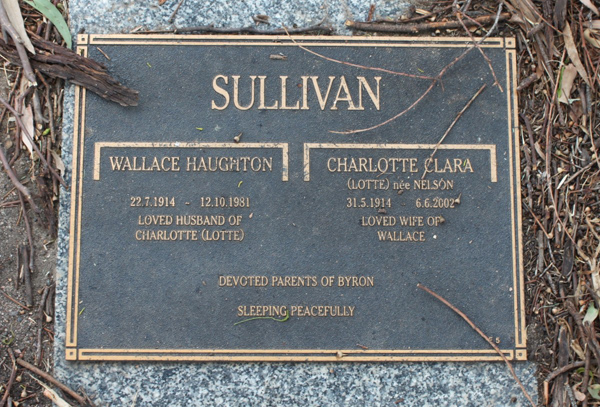 SULLIVAN
WALLACE HAUGHTON
22.7.1914 - 12.10.1981
LOVED HUSBAND OF
CHARLOTTE (LOTTE)
CHARLOTTE CLARA
(LOTTE) née NELSON
31.5.1914 - 6.6.2002
LOVED WIFE OF
WALLACE
DEVOTED PARENTS OF BYRON
SLEEPING PEACEFULLY